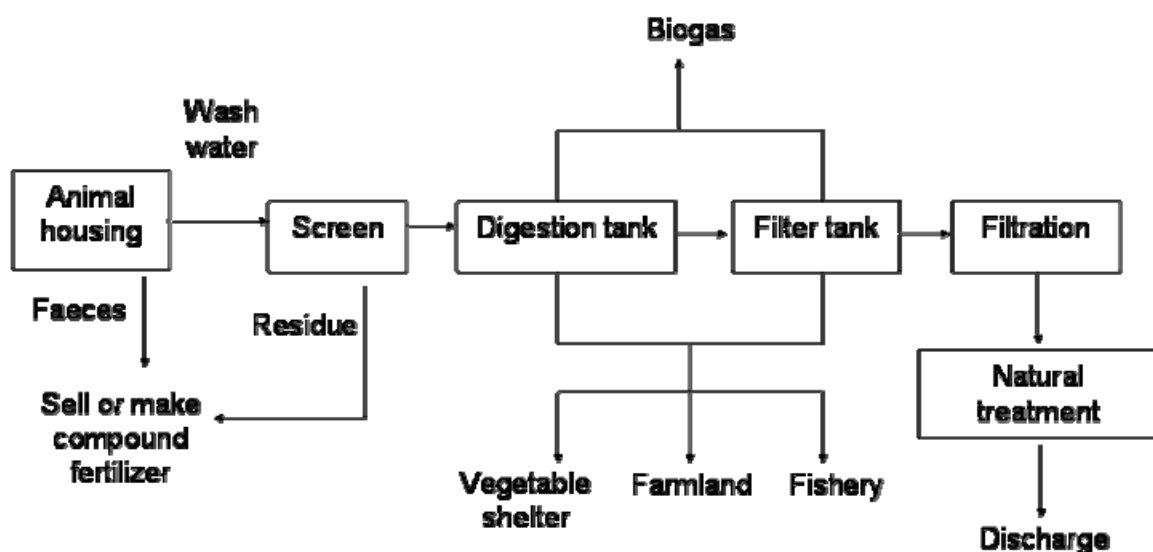 Biogas
Wash
water
Animal
housing
Screen
Digestion tank
Filter tank
Filtration
Faeces
Residue
Natural
treatment
Sell or make
compound
fertilizer
Vegetable
shelter
Farmland
Fishery
Discharge